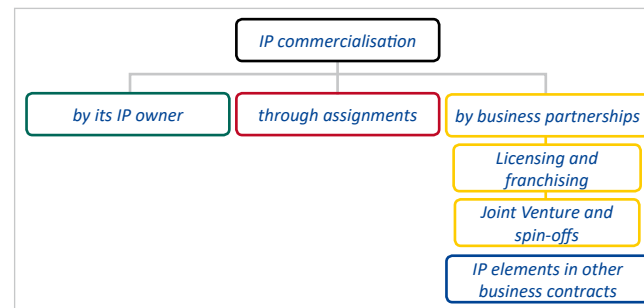 IP commercialisation
by its IP owner
through assignments
by business partnerships
Licensing and
franchising
Joint Venture and
spin-offs
IP elements in other
business contracts